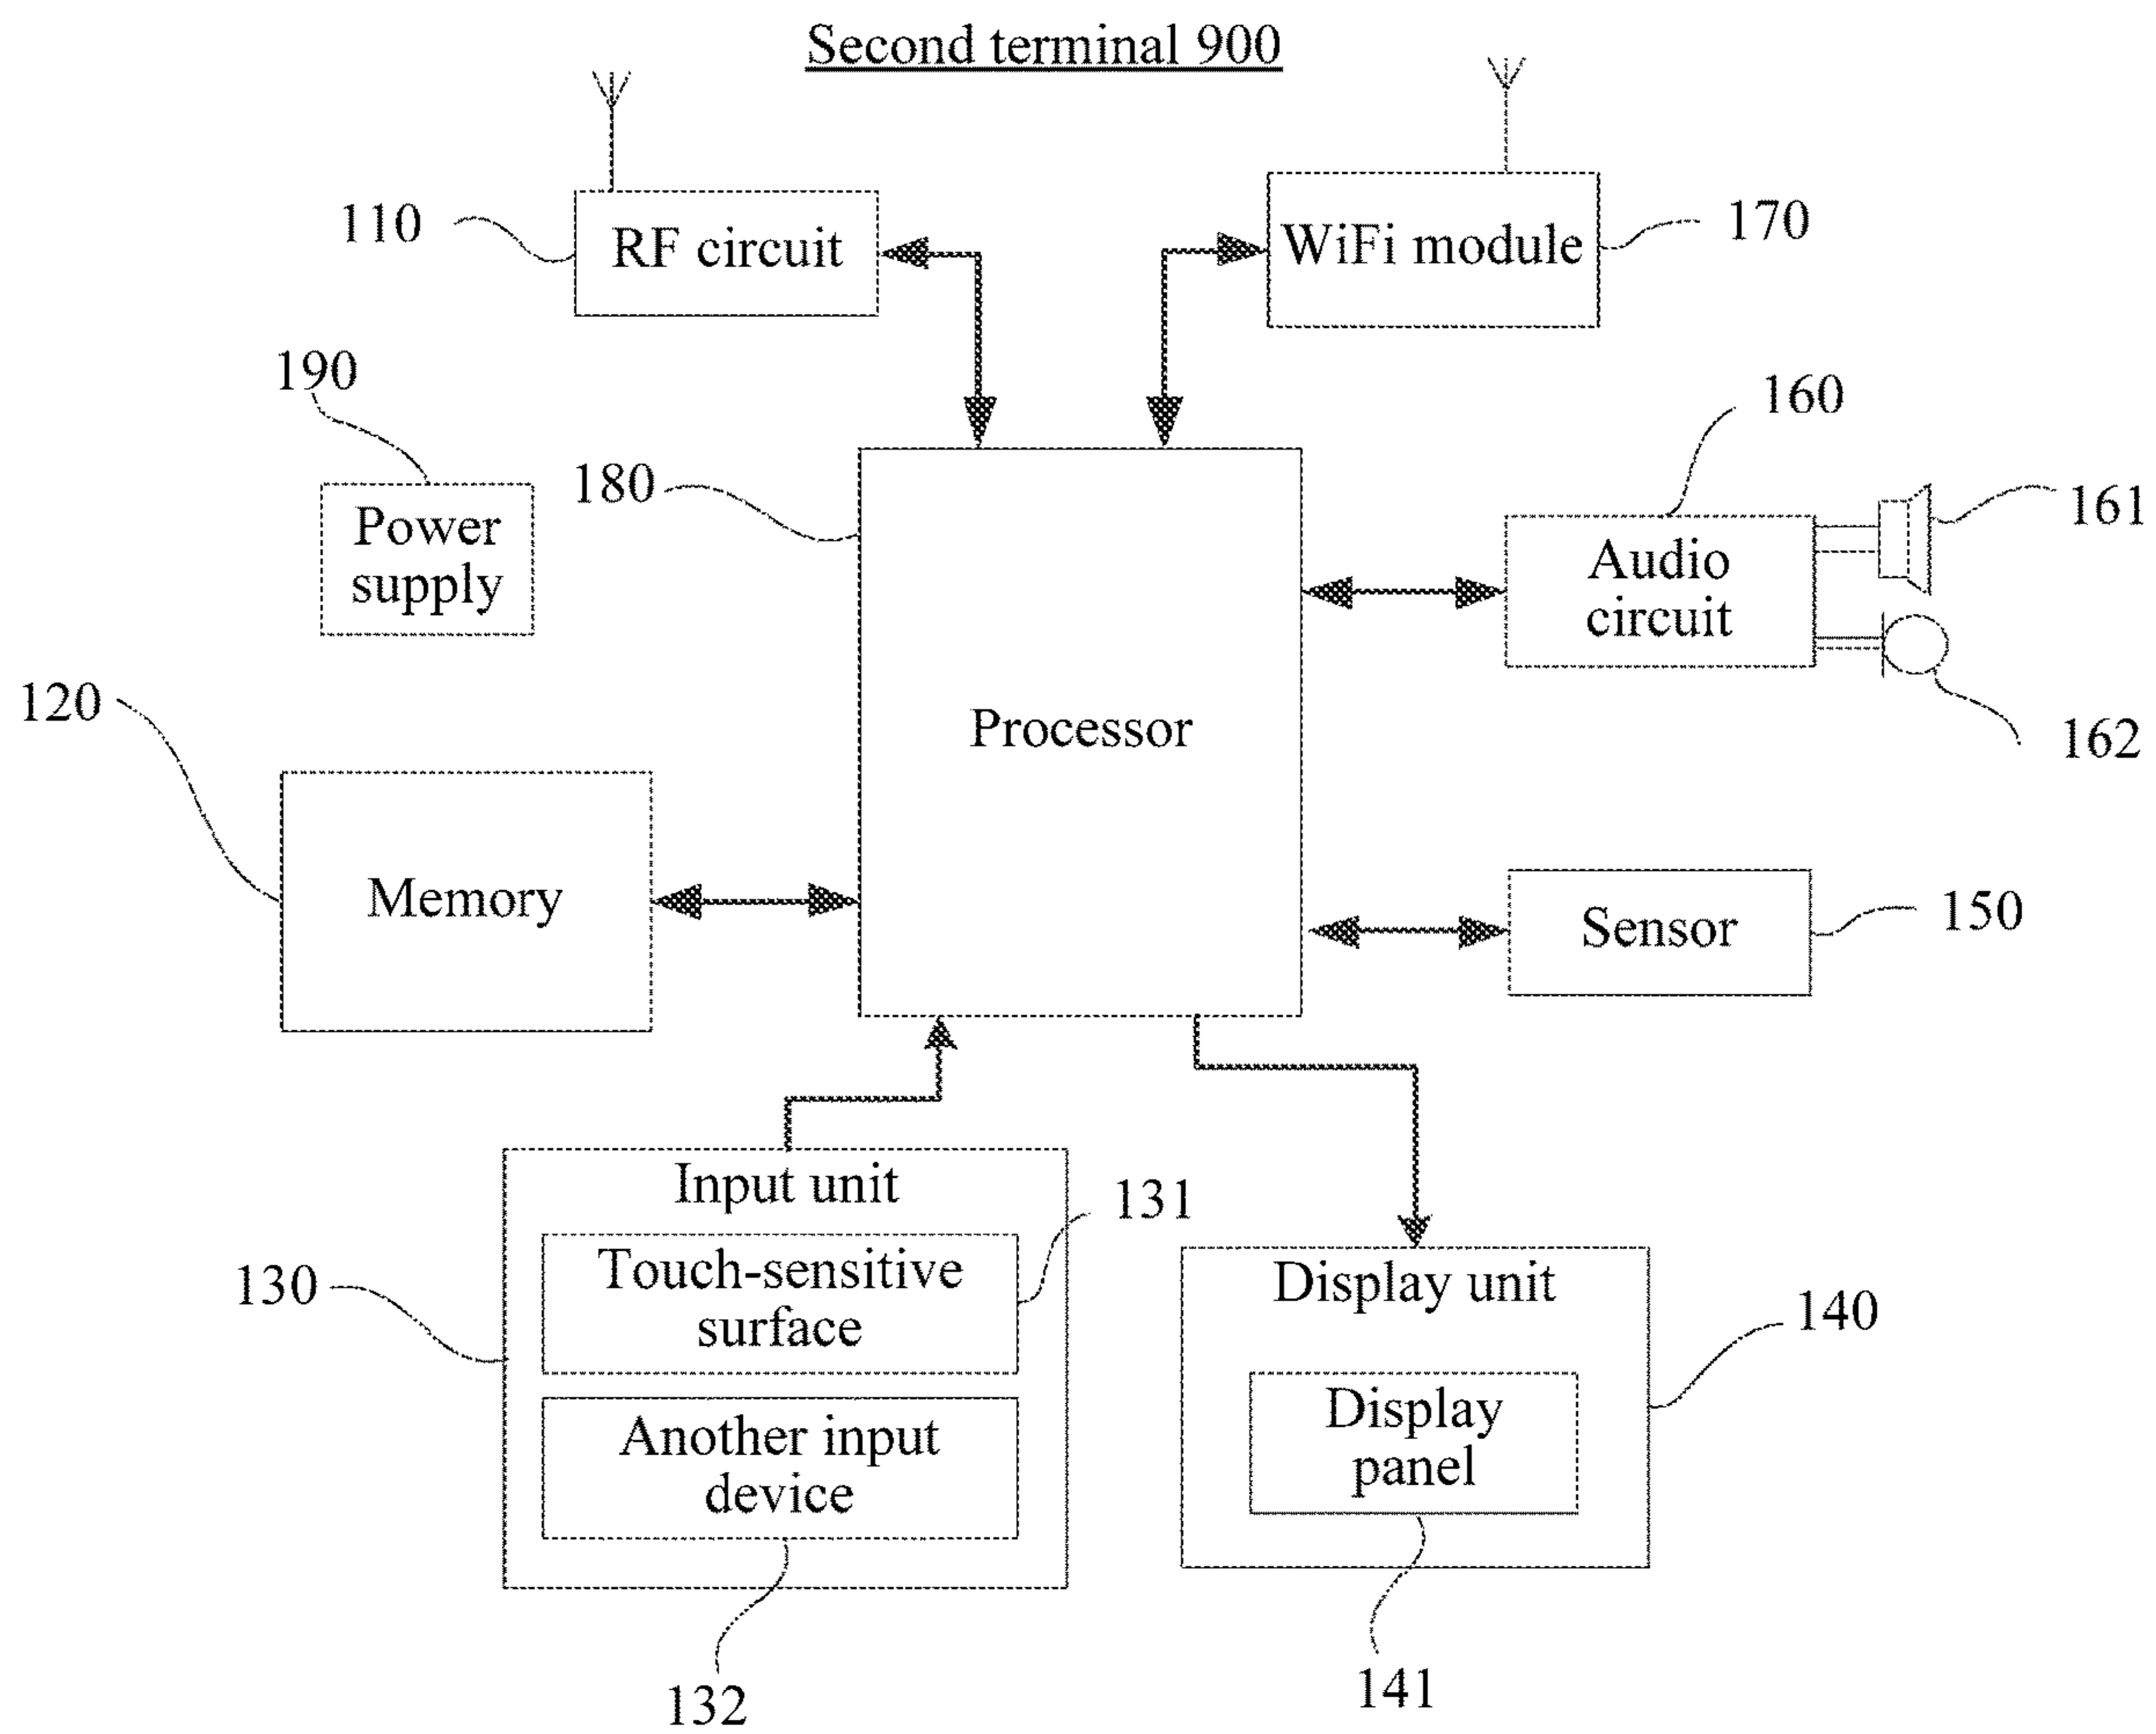 Second terminal 900
110
RF circuit
WiFi module
170
190
Power
supply
180
160
Audio
circuit
161
162
120
Memory
Processor
Sensor
150
Input unit
131
Touch-sensitive
surface
130
Another input
device
132
Display unit
140
Display
panel
141